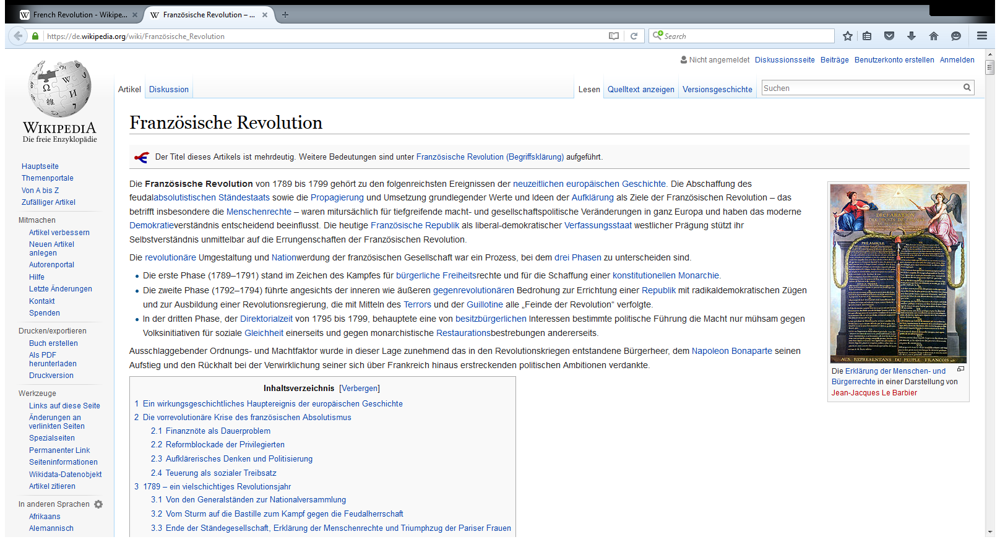 French Revolution - Wikipe...
Französische Revolution – ...
https://de.wikipedia.org/wiki/Französische_Revolution
Search
Nicht angemeldet Diskussionsseite Beiträge Benutzerkonto erstellen Anmelden
Artikel Diskussion
Lesen Quelltext anzeigen Versionsgeschichte
Suchen
WIKIPEDIA
Die freie Enzyklopädie
Hauptseite
Themenportale
Von A bis Z
Zufälliger Artikel
Mitmachen
Artikel verbessern
Neuen Artikel
anlegen
Autorenportal
Hilfe
Letzte Änderungen
Kontakt
Spenden
Drucken/exportieren
Buch erstellen
Als PDF
herunterladen
Druckversion
Werkzeuge
Links auf diese Seite
Änderungen an
verlinkten Seiten
Spezialseiten
Permanenter Link
Seiteninformationen
Wikidata-Datenobjekt
Artikel zitieren
In anderen Sprachen
Afrikaans
Alemannisch
Französische Revolution
Der Titel dieses Artikels ist mehrdeutig. Weitere Bedeutungen sind unter Französische Revolution (Begriffsklärung) aufgeführt.
Die Französische Revolution von 1789 bis 1799 gehört zu den folgenreichsten Ereignissen der neuzeitlichen europäischen Geschichte. Die Abschaffung des
feudalabsolutistischen Ständestaats sowie die Propagierung und Umsetzung grundlegender Werte und Ideen der Aufklärung als Ziele der Französischen Revolution – das
betrifft insbesondere die Menschenrechte – waren mitursächlich für tiefgreifende macht- und gesellschaftspolitische Veränderungen in ganz Europa und haben das moderne
Demokratieverständnis entscheidend beeinflusst. Die heutige Französische Republik als liberal-demokratischer Verfassungsstaat westlicher Prägung stützt ihr
Selbstverständnis unmittelbar auf die Errungenschaften der Französischen Revolution.
Die revolutionäre Umgestaltung und Nationwerdung der französischen Gesellschaft war ein Prozess, bei dem drei Phasen zu unterscheiden sind.
Die erste Phase (1789–1791) stand im Zeichen des Kampfes für bürgerliche Freiheitsrechte und für die Schaffung einer konstitutionellen Monarchie.
Die zweite Phase (1792–1794) führte angesichts der inneren wie äußeren gegenrevolutionären Bedrohung zur Errichtung einer Republik mit radikaldemokratischen Zügen
und zur Ausbildung einer Revolutionsregierung, die mit Mitteln des Terrors und der Guillotine alle „Feinde der Revolution“ verfolgte.
In der dritten Phase, der Direktorialzeit von 1795 bis 1799, behauptete eine von besitzbürgerlichen Interessen bestimmte politische Führung die Macht nur mühsam gegen
Volksinitiativen für soziale Gleichheit einerseits und gegen monarchistische Restaurationsbestrebungen andererseits.
Ausschlaggebender Ordnungs- und Machtfaktor wurde in dieser Lage zunehmend das in den Revolutionskriegen entstandene Bürgerheer, dem Napoleon Bonaparte seinen
Aufstieg und den Rückhalt bei der Verwirklichung seiner sich über Frankreich hinaus erstreckenden politischen Ambitionen verdankte.
Inhaltsverzeichnis [Verbergen]
1 Ein wirkungsgeschichtliches Hauptereignis der europäischen Geschichte
2 Die vorrevolutionäre Krise des französischen Absolutismus
2.1 Finanznöte als Dauerproblem
2.2 Reformblockade der Privilegierten
2.3 Aufklärerisches Denken und Politisierung
2.4 Teuerung als sozialer Treibsatz
3 1789 – ein vielschichtiges Revolutionsjahr
3.1 Von den Generalständen zur Nationalversammlung
3.2 Vom Sturm auf die Bastille zum Kampf gegen die Feudalherrschaft
3.3 Ende der Ständegesellschaft, Erklärung der Menschenrechte und Triumphzug der Pariser Frauen
PRÉAMBULE
AUX REPRESENTANS DU PEUPLE FRANCOIS
Die Erklärung der Menschen- und
Bürgerrechte in einer Darstellung von
Jean-Jacques Le Barbier